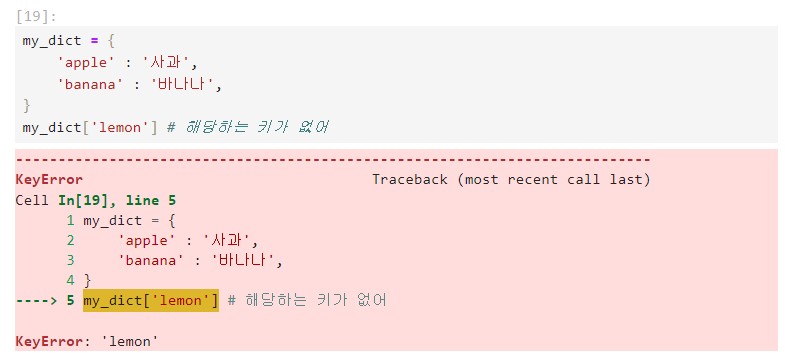 [19]:
my_dict = {
    'apple' : '사과',
    'banana' : '바나나',
}
my_dict['lemon'] # 해당하는 키가 없어
---------------------------------------------------------------------------
KeyError                                  Traceback (most recent call last)
Cell In[19], line 5
      1 my_dict = {
      2     'apple' : '사과',
      3     'banana' : '바나나',
      4 }
----> 5 my_dict['lemon'] # 해당하는 키가 없어
KeyError: 'lemon'